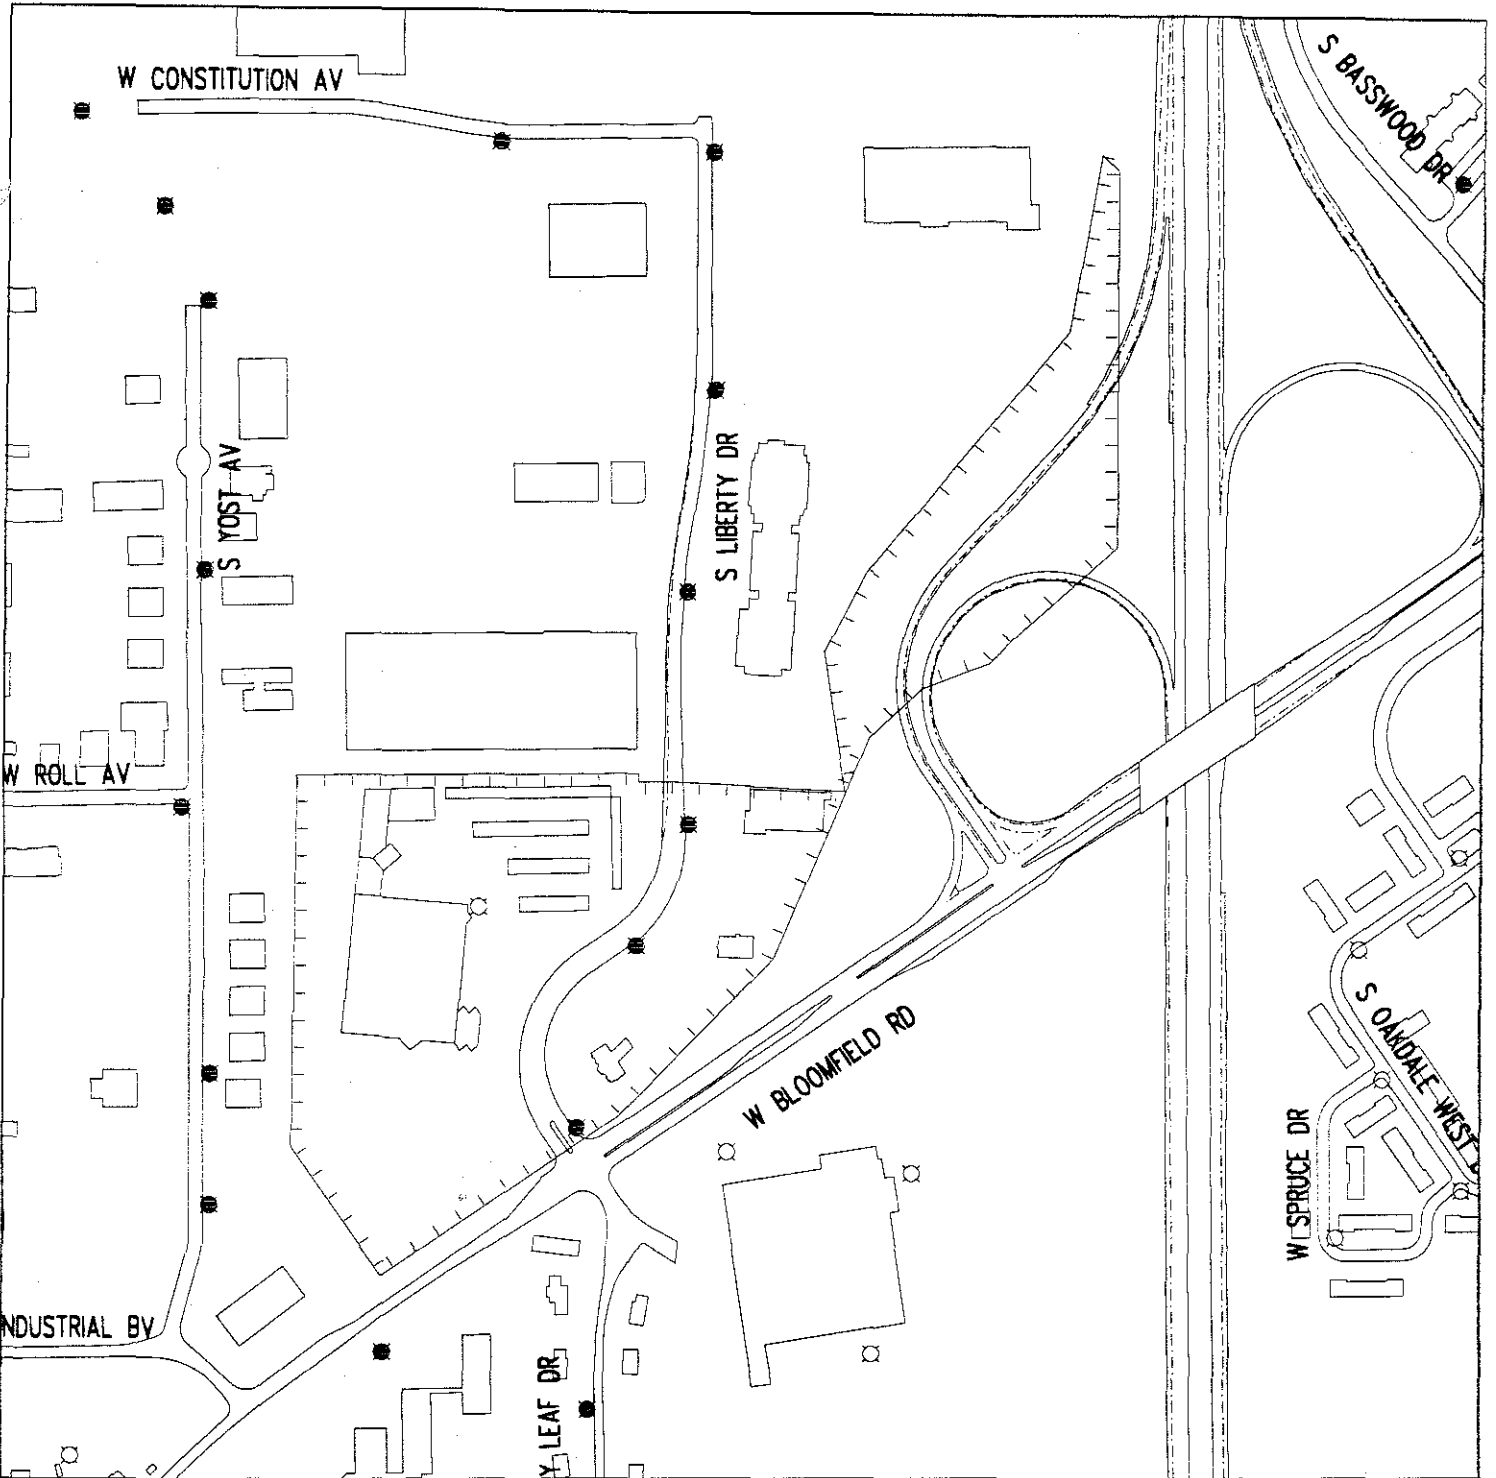 W CONSTITUTION AV
S BASSWOOD DR
S YOST AV
S LIBERTY DR
W ROLL AV
W BLOOMFIELD RD
S OAKDALE WEST D
W SPRUCE DR
NDUSTRIAL BV
Y LEAF DR